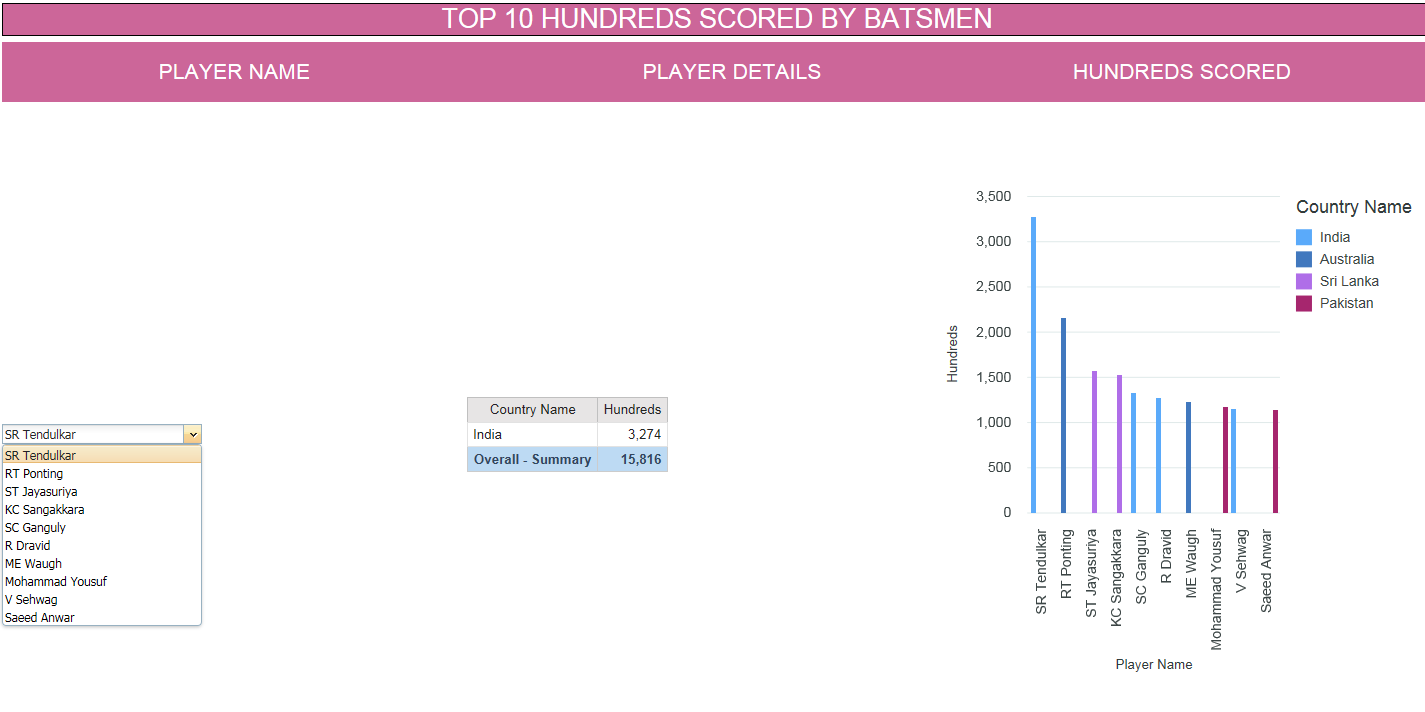 TOP 10 HUNDREDS SCORED BY BATSMEN
PLAYER NAME PLAYER DETAILS HUNDREDS SCORED
SR Tendulkar
SR Tendulkar
RT Ponting
ST Jayasuriya
KC Sangakkara
SC Ganguly
R Dravid
ME Waugh
Mohammad Yousuf
V Sehwag
Saeed Anwar
Country Name Hundreds
India 3,274
Overall - Summary 15,816
Hundreds
3,500
3,000
2,500
2,000
1,500
1,000
500
0
SR Tendulkar
RT Ponting
ST Jayasuriya
KC Sangakkara
SC Ganguly
R Dravid
ME Waugh
Mohammad Yousuf
V Sehwag
Saeed Anwar
Player Name
Country Name
India
Australia
Sri Lanka
Pakistan